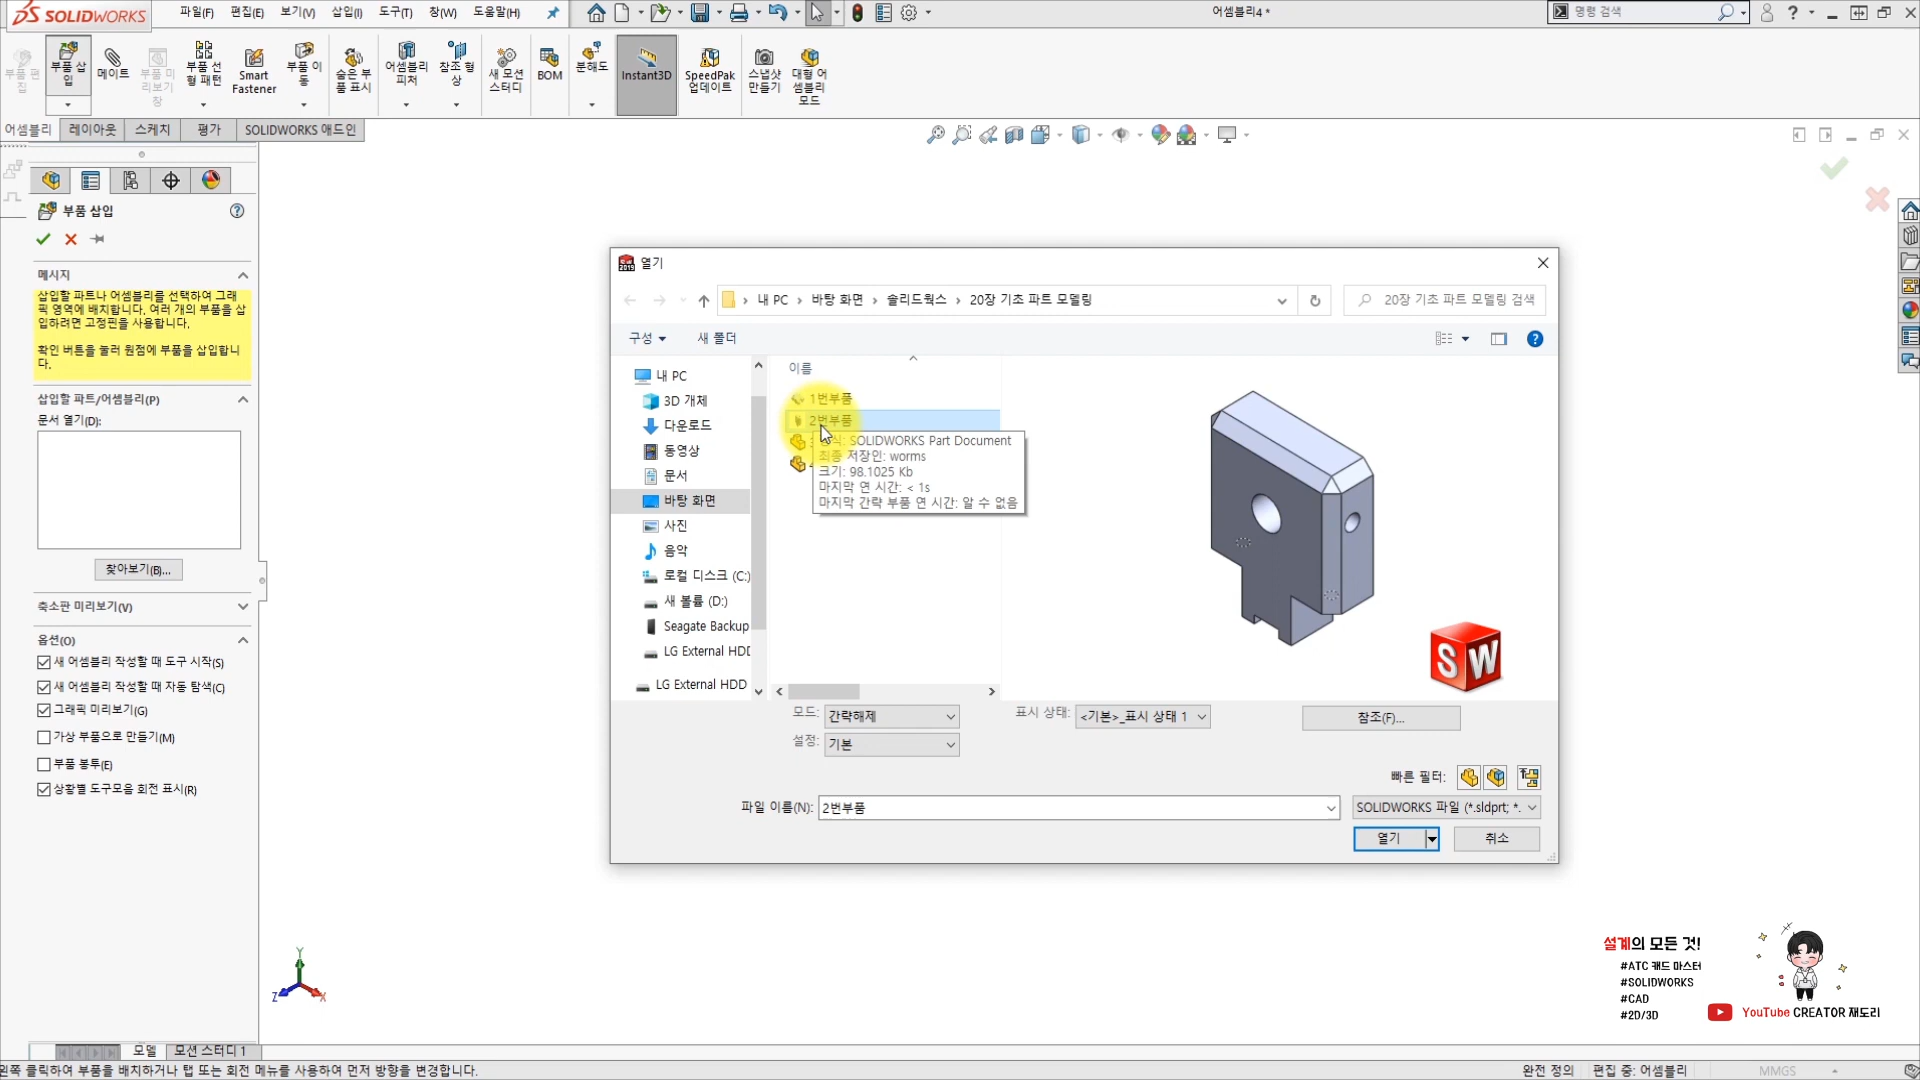 SOLIDWORKS
파일(F) 편집(E) 보기(V) 삽입(I) 도구(T) 창(W) 도움말(H)
어셈블리4 *
명령 검색
부품 편집
부품 삽입
메이트
부품 미리보기 창
부품 선형 패턴
Smart Fastener
부품 이동
숨은 부품 표시
어셈블리 피처
참조 형상
새 모션 스터디
BOM
분해도
Instant3D
SpeedPak 업데이트
스냅샷 만들기
대형 어셈블리 모드
어셈블리 레이아웃 스케치 평가 SOLIDWORKS 애드인
부품 삽입
메시지
삽입할 파트나 어셈블리를 선택하여 그래
픽 영역에 배치합니다. 여러 개의 부품을 삽
입하려면 고정핀을 사용합니다.
확인 버튼을 눌러 원점에 부품을 삽입합니
다.
삽입할 파트/어셈블리(P)
문서 열기(D):
찾아보기(B)...
축소판 미리보기(V)
옵션(O)
새 어셈블리 작성할 때 도구 시작(S)
새 어셈블리 작성할 때 자동 탐색(C)
그래픽 미리보기(G)
가상 부품으로 만들기(M)
부품 봉투(E)
상황별 도구모음 회전 표시(R)
열기
내 PC › 바탕 화면 › 솔리드웍스 › 20장 기초 파트 모델링
20장 기초 파트 모델링 검색
구성 새 폴더
내 PC
3D 개체
다운로드
동영상
문서
바탕 화면
사진
음악
로컬 디스크 (C:)
새 볼륨 (D:)
Seagate Backup
LG External HDD
LG External HDD
이름
1번부품
2번부품
SOLIDWORKS Part Document
최종 저장인: worms
크기: 98.1025 Kb
마지막 연 시간: < 1s
마지막 간략 부품 연 시간: 알 수 없음
SW
모드: 간략해제
표시 상태: <기본>_표시 상태 1
참조(F)...
설정: 기본
빠른 필터:
파일 이름(N): 2번부품
SOLIDWORKS 파일 (*.sldprt; *.
열기 취소
Y
Z X
설계의 모든 것!
#ATC 캐드 마스터
#SOLIDWORKS
#CAD
#2D/3D
YouTube CREATOR 재도리
모델 모션 스터디 1
왼쪽 클릭하여 부품을 배치하거나 탭 또는 회전 메뉴를 사용하여 먼저 방향을 변경합니다.
완전 정의 편집 중: 어셈블리 MMGS